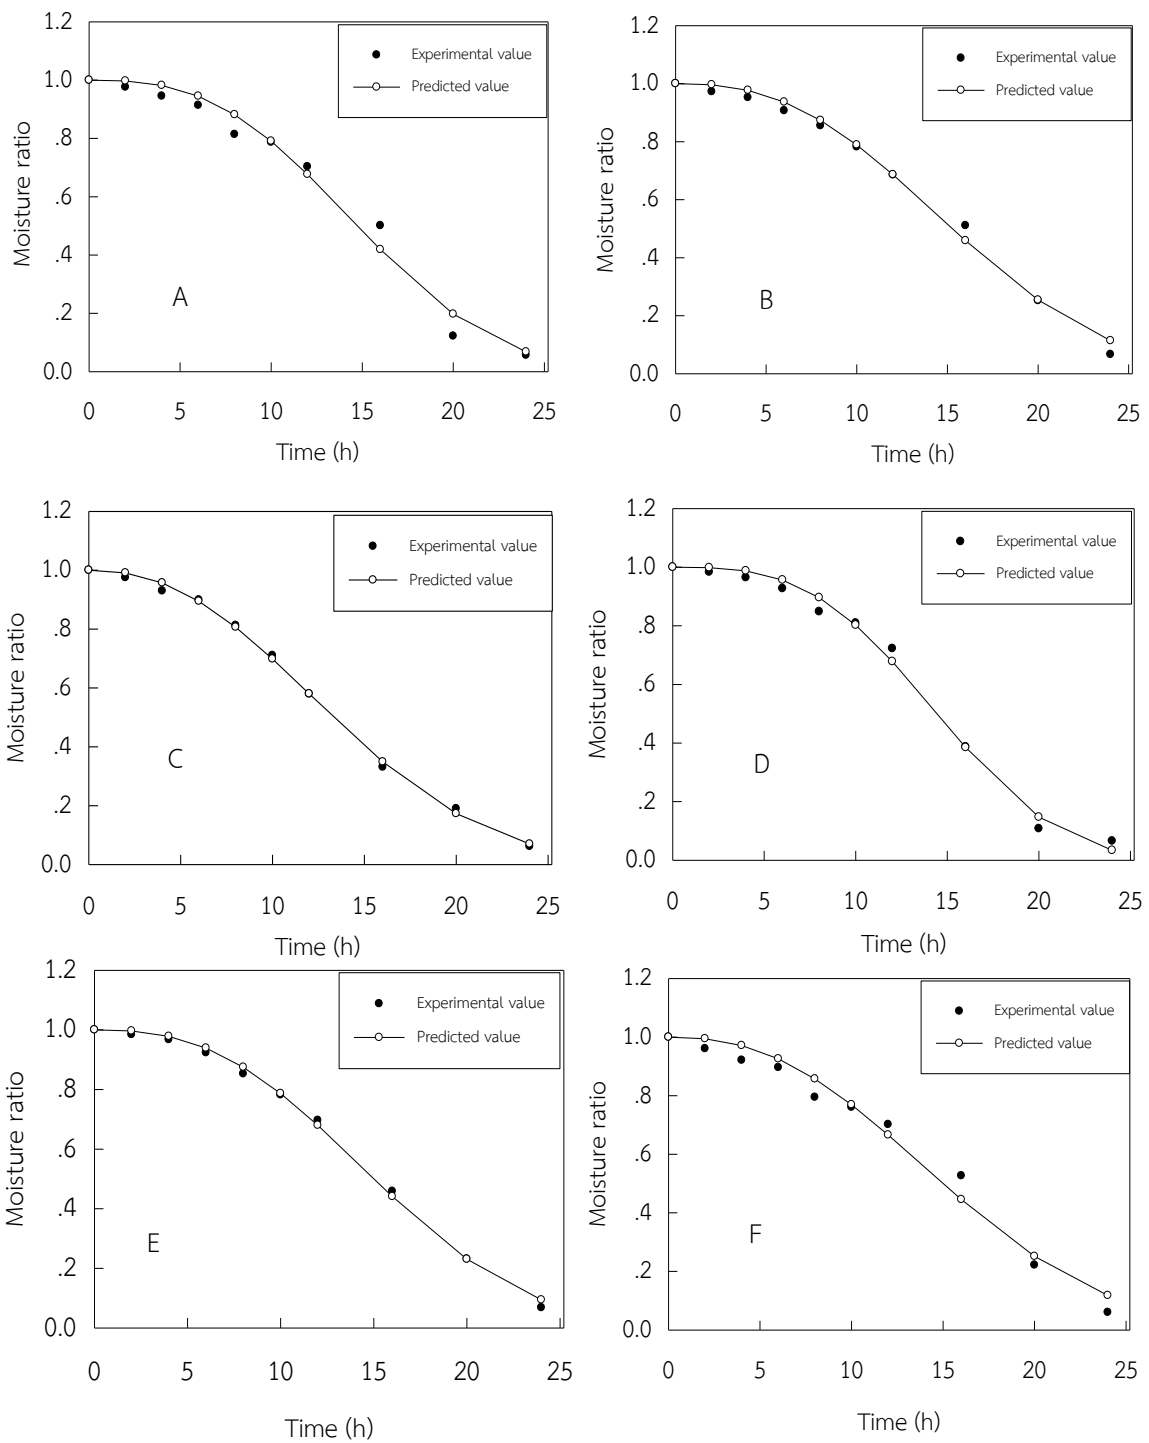 1.2
1.0
.8
.6
.4
.2
0.0
Moisture ratio
Experimental value
Predicted value
A
0 5 10 15 20 25
Time (h)
1.2
1.0
.8
.6
.4
.2
0.0
Moisture ratio
Experimental value
Predicted value
B
0 5 10 15 20 25
Time (h)
1.2
1.0
.8
.6
.4
.2
0.0
Moisture ratio
Experimental value
Predicted value
C
0 5 10 15 20 25
Time (h)
1.2
1.0
.8
.6
.4
.2
0.0
Moisture ratio
Experimental value
Predicted value
D
0 5 10 15 20 25
Time (h)
1.2
1.0
.8
.6
.4
.2
0.0
Moisture ratio
Experimental value
Predicted value
E
0 5 10 15 20 25
Time (h)
1.2
1.0
.8
.6
.4
.2
0.0
Moisture ratio
Experimental value
Predicted value
F
0 5 10 15 20 25
Time (h)